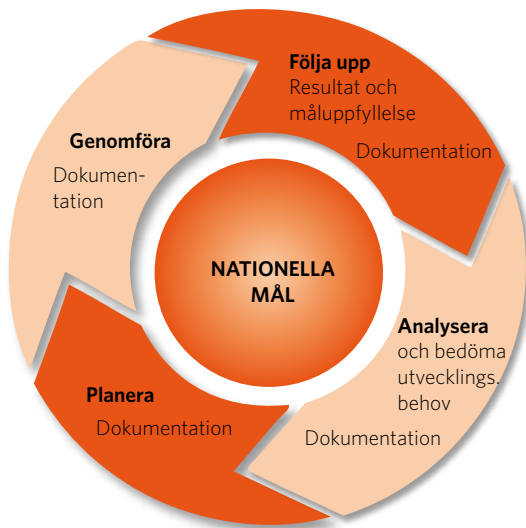 Följa upp
Resultat och
måluppfyllelse
Dokumentation
Analysera
och bedöma
utvecklings.
behov
Dokumentation
Planera
Dokumentation
Genomföra
Dokumen-
tation
NATIONELLA
MÅL